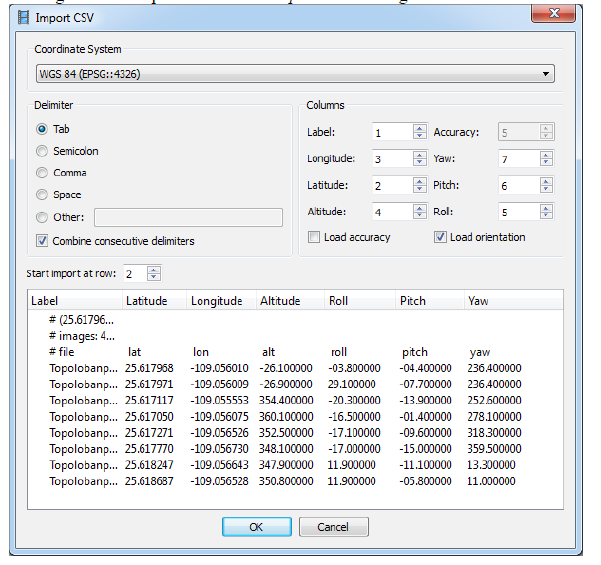 Import CSV
Coordinate System
WGS 84 (EPSG::4326)
Delimiter
Tab
Semicolon
Comma
Space
Other:
Combine consecutive delimiters
Columns
Label: 1 Accuracy: 5
Longitude: 3 Yaw: 7
Latitude: 2 Pitch: 6
Altitude: 4 Roll: 5
Load accuracy Load orientation
Start import at row: 2
Label Latitude Longitude Altitude Roll Pitch Yaw
# (25.61796...
# images: 4...
# file lat lon alt roll pitch yaw
Topolobanp... 25.617968 -109.056010 -26.100000 -03.800000 -04.400000 236.400000
Topolobanp... 25.617971 -109.056009 -26.900000 29.100000 -07.700000 236.400000
Topolobanp... 25.617117 -109.055553 354.400000 -20.300000 -13.900000 252.600000
Topolobanp... 25.617050 -109.056075 360.100000 -16.500000 -01.400000 278.100000
Topolobanp... 25.617271 -109.056526 352.500000 -17.100000 -09.600000 318.300000
Topolobanp... 25.617770 -109.056730 348.100000 -17.000000 -15.000000 359.500000
Topolobanp... 25.618247 -109.056643 347.900000 11.900000 -11.100000 13.300000
Topolobanp... 25.618687 -109.056528 350.800000 11.900000 -05.800000 11.000000
OK Cancel